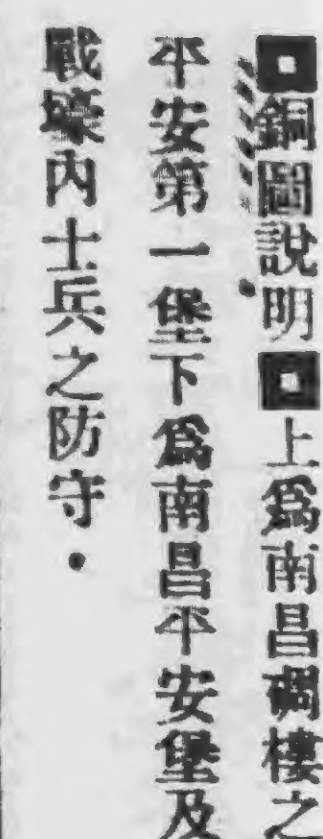 ▣銅圖說明▣上爲南昌碉樓之
平安第一堡下爲南昌平安堡及
戰壕內士兵之防守・